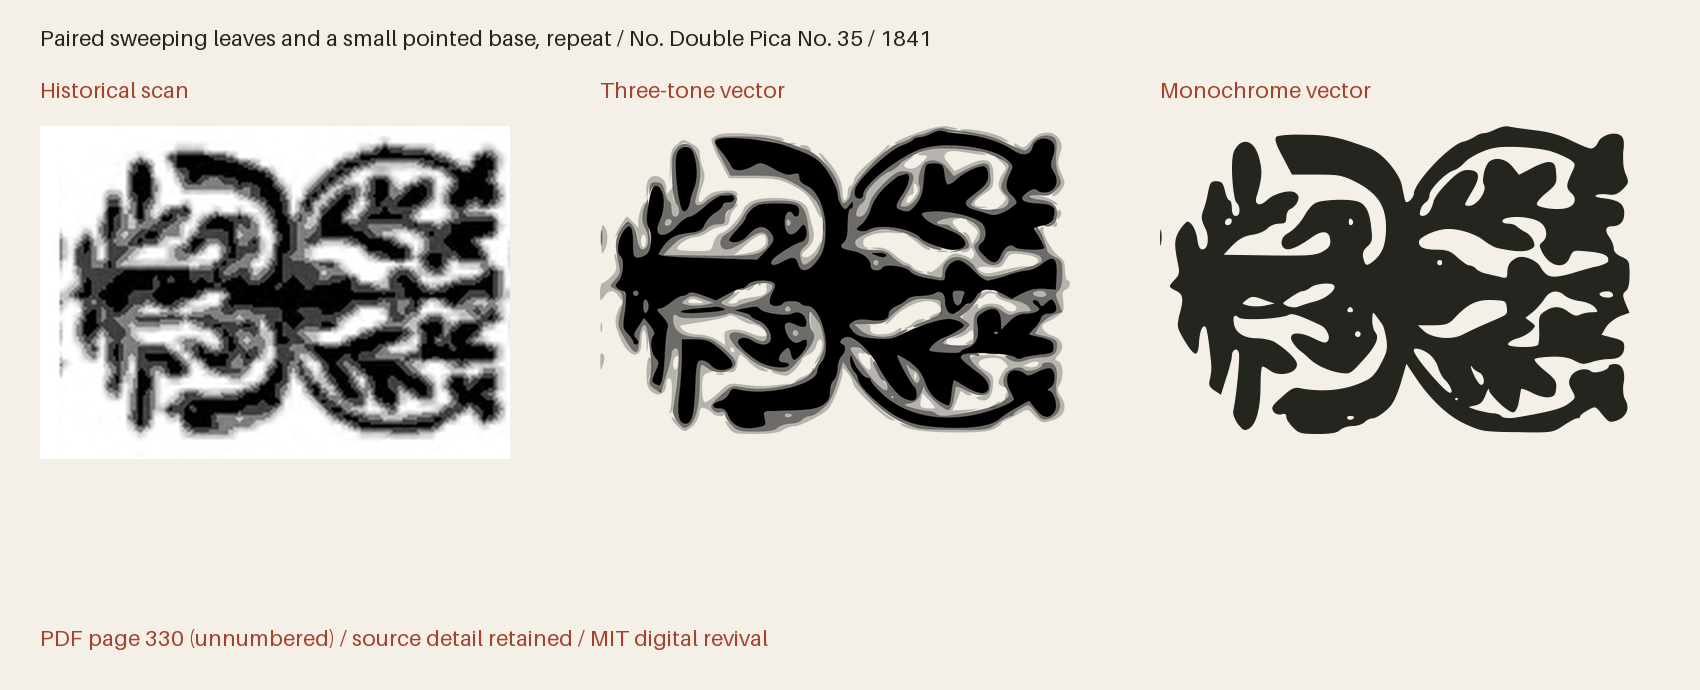 Paired sweeping leaves and a small pointed base, repeat / No. Double Pica No. 35 / 1841
Historical scan
Three-tone vector
Monochrome vector
PDF page 330 (unnumbered) / source detail retained / MIT digital revival